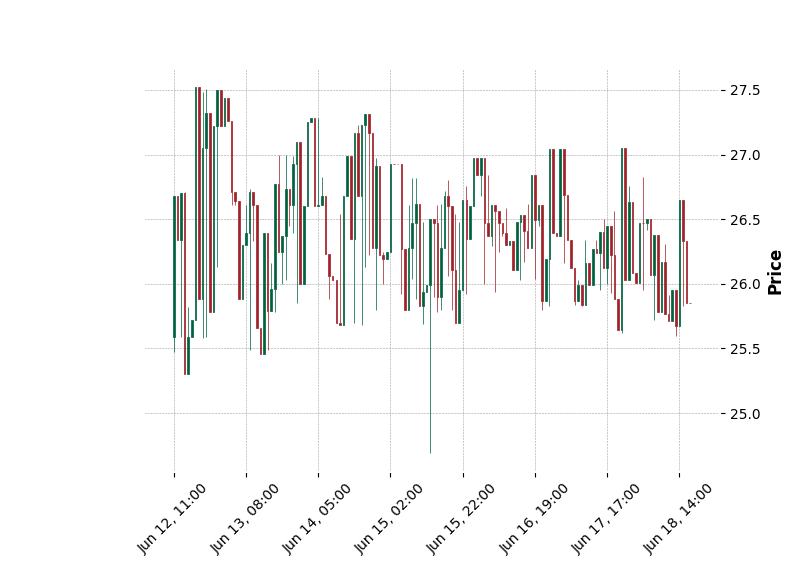 27.5
27.0
26.5
26.0
25.5
25.0
Price
Jun 12, 11:00
Jun 13, 08:00
Jun 14, 05:00
Jun 15, 02:00
Jun 15, 22:00
Jun 16, 19:00
Jun 17, 17:00
Jun 18, 14:00